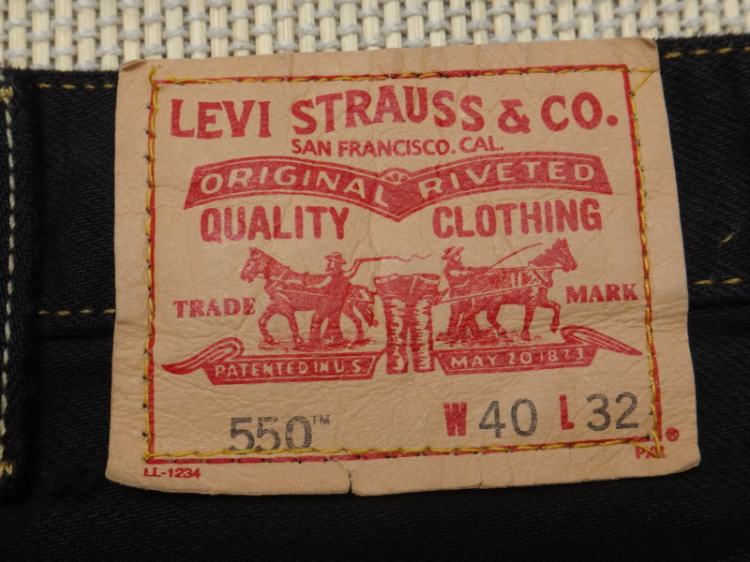 LEVI STRAUSS & CO.
SAN FRANCISCO. CAL.
ORIGINAL RIVETED
QUALITY CLOTHING
TRADE MARK
PATENTED IN U.S. MAY 20 1873
550™ W 40 L 32
LL-1234 ®